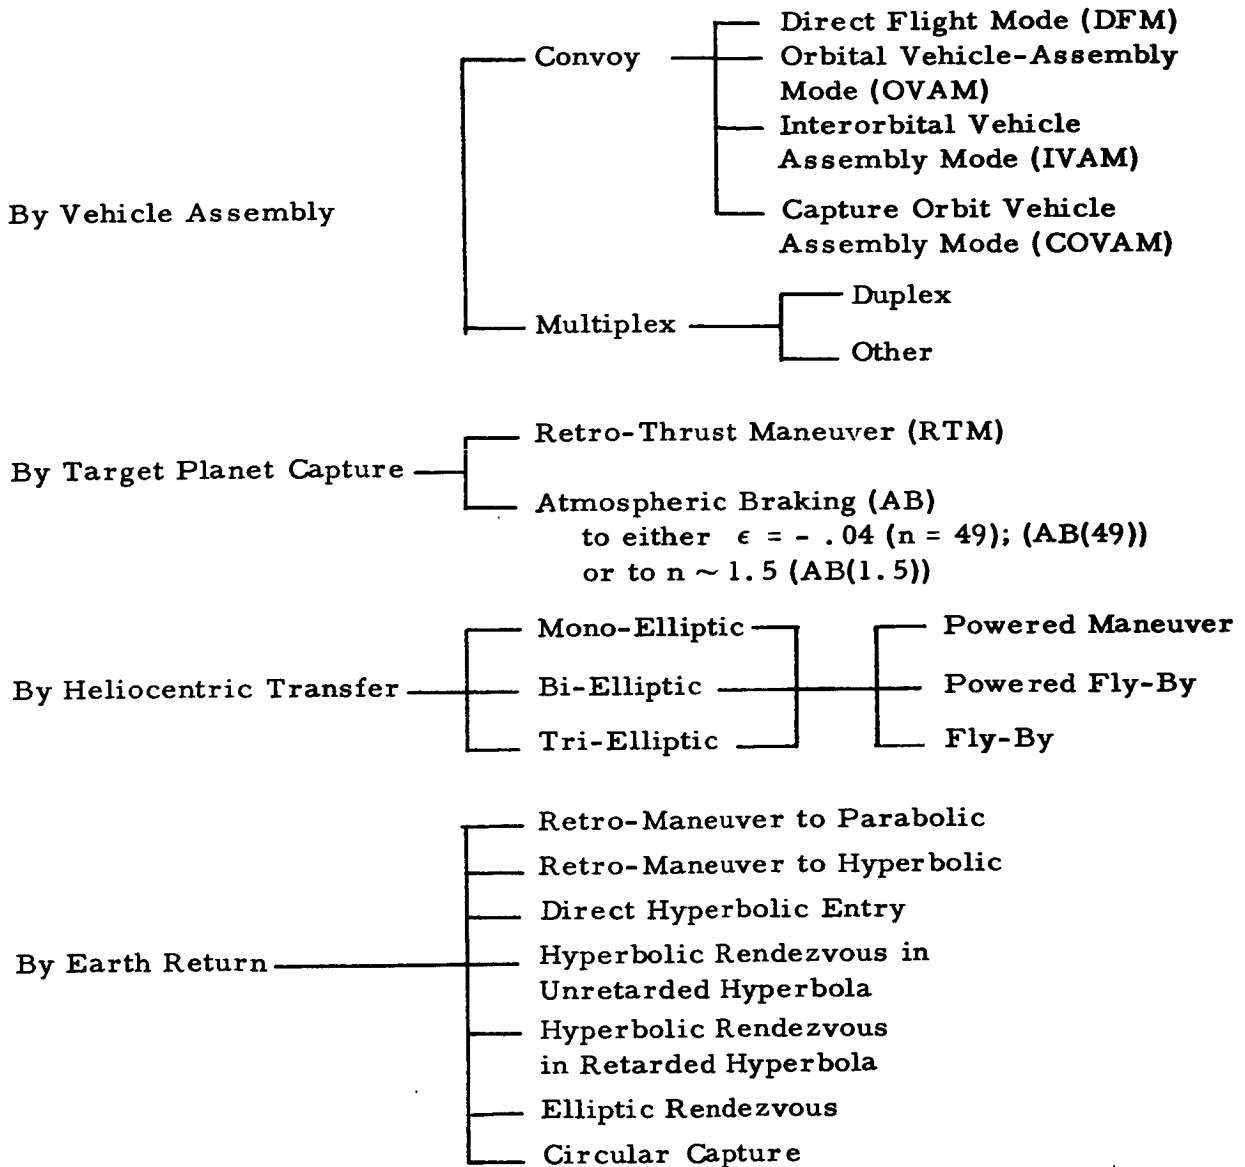 Convoy
Direct Flight Mode (DFM)
Orbital Vehicle-Assembly
Mode (OVAM)
Interorbital Vehicle
Assembly Mode (IVAM)
Capture Orbit Vehicle
Assembly Mode (COVAM)
By Vehicle Assembly
Multiplex
Duplex
Other
By Target Planet Capture
Retro-Thrust Maneuver (RTM)
Atmospheric Braking (AB)
to either ϵ = - .04 (n = 49); (AB(49))
or to n ~ 1.5 (AB(1.5))
By Heliocentric Transfer
Mono-Elliptic
Bi-Elliptic
Tri-Elliptic
Powered Maneuver
Powered Fly-By
Fly-By
By Earth Return
Retro-Maneuver to Parabolic
Retro-Maneuver to Hyperbolic
Direct Hyperbolic Entry
Hyperbolic Rendezvous in
Unretarded Hyperbola
Hyperbolic Rendezvous
in Retarded Hyperbola
Elliptic Rendezvous
Circular Capture